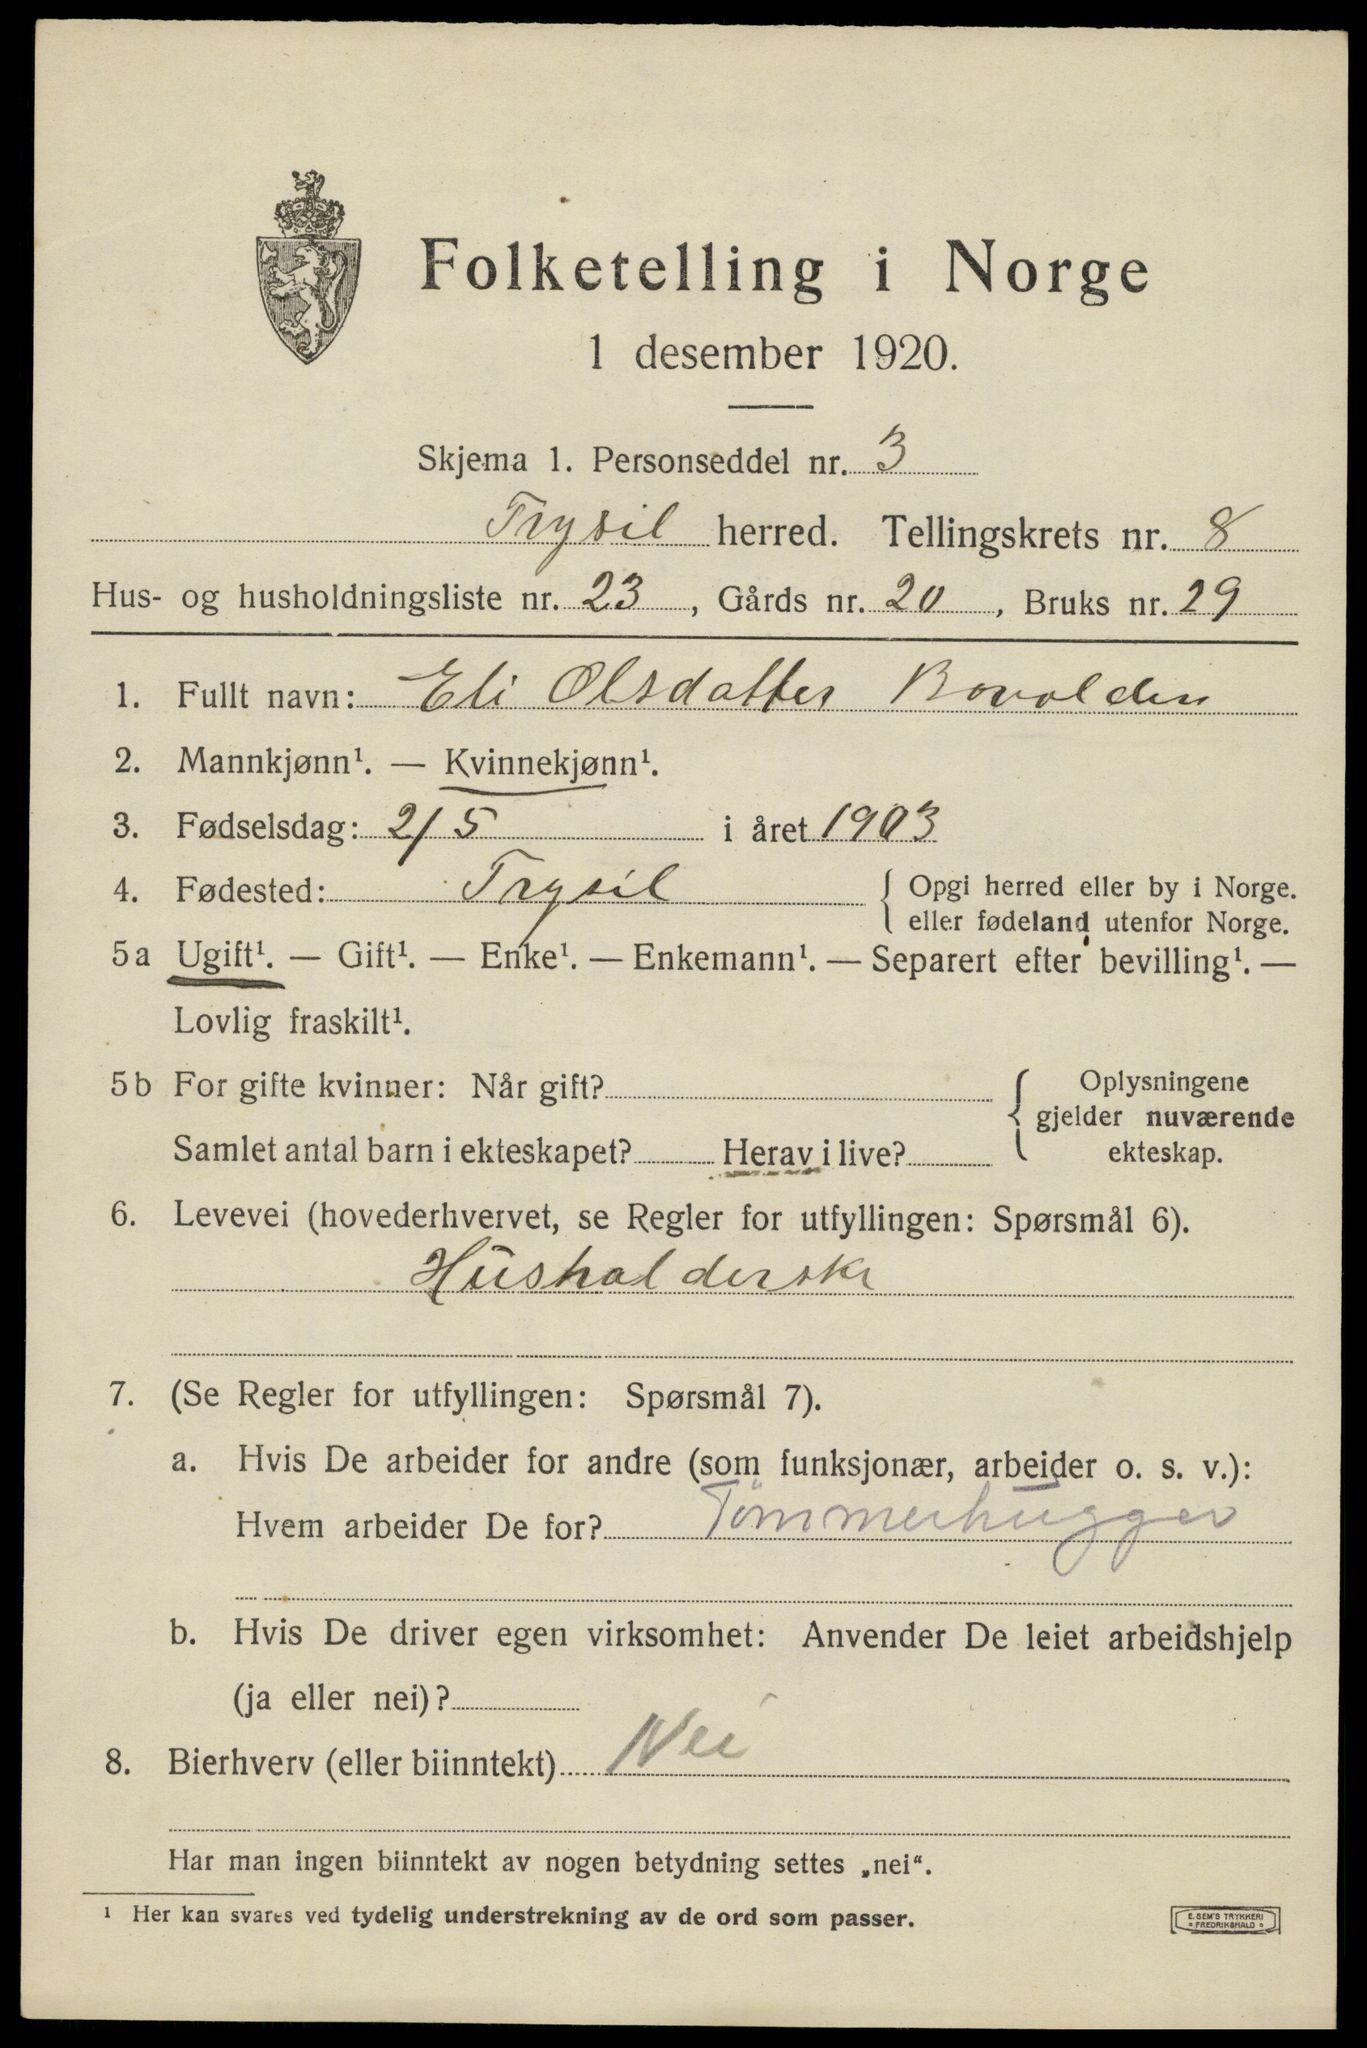 Folketelling i Norge
1 desember 1920.
Skjema 1. Personseddel nr. 3
Trysil herred. Tellingskrets nr. 8
Hus- og husholdningsliste nr. 23, Gårds nr. 20, Bruks nr. 29
1. Fullt navn: Eli Olsdatter
2. Mannkjønn¹. — Kvinnekjønn¹.
3. Fødselsdag: 2/5 i året 1903
4. Fødested: Trysil { Opgi herred eller by i Norge.
eller fødeland utenfor Norge.
5a Ugift¹. — Gift¹. — Enke¹. — Enkemann¹. — Separert efter bevilling¹. —
Lovlig fraskilt¹.
5b For gifte kvinner: Når gift? { Oplysningene
gjelder nuværende
Samlet antal barn i ekteskapet? Herav i live? ekteskap.
6. Levevei (hovederhvervet, se Regler for utfyllingen: Spørsmål 6).
Husholderske
7. (Se Regler for utfyllingen: Spørsmål 7).
a. Hvis De arbeider for andre (som funksjonær, arbeider o. s. v.):
Hvem arbeider De for? Tømmerhugger
b. Hvis De driver egen virksomhet: Anvender De leiet arbeidshjelp
(ja eller nei)?
8. Bierhverv (eller biinntekt) Nei
Har man ingen biinntekt av nogen betydning settes „nei“.
¹ Her kan svares ved tydelig understrekning av de ord som passer.
E. SEM'S TRYKKERI
FREDRIKSHALD